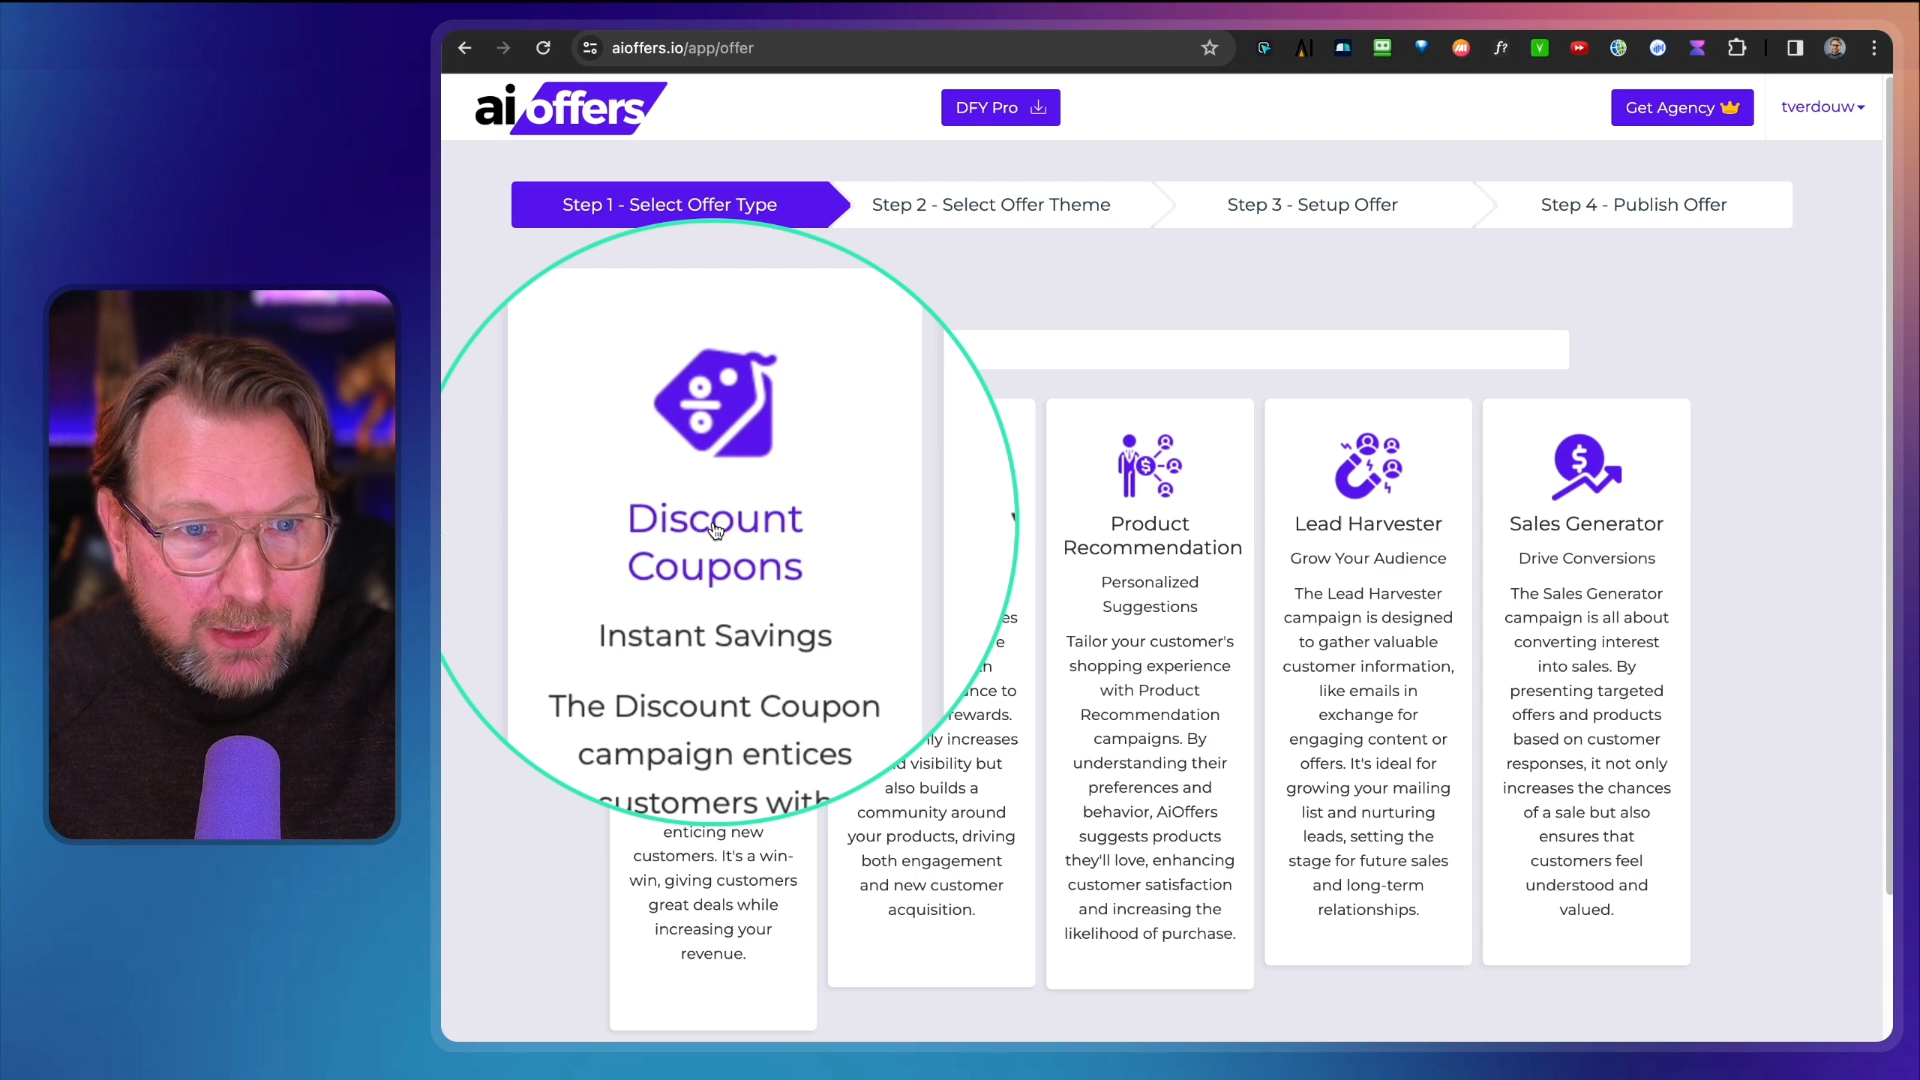 aioffers.io/app/offer
ai offers
DFY Pro
Get Agency
tverdouw
Step 1 - Select Offer Type
Step 2 - Select Offer Theme
Step 3 - Setup Offer
Step 4 - Publish Offer
Discount
Coupons
Instant Savings
The Discount Coupon
campaign entices
customers with
enticing new
customers. It's a win-
win, giving customers
great deals while
increasing your
revenue.
rewards.
increases
visibility but
also builds a
community around
your products, driving
both engagement
and new customer
acquisition.
Product
Recommendation
Personalized
Suggestions
Tailor your customer's
shopping experience
with Product
Recommendation
campaigns. By
understanding their
preferences and
behavior, AiOffers
suggests products
they'll love, enhancing
customer satisfaction
and increasing the
likelihood of purchase.
Lead Harvester
Grow Your Audience
The Lead Harvester
campaign is designed
to gather valuable
customer information,
like emails in
exchange for
engaging content or
offers. It's ideal for
growing your mailing
list and nurturing
leads, setting the
stage for future sales
and long-term
relationships.
Sales Generator
Drive Conversions
The Sales Generator
campaign is all about
converting interest
into sales. By
presenting targeted
offers and products
based on customer
responses, it not only
increases the chances
of a sale but also
ensures that
customers feel
understood and
valued.